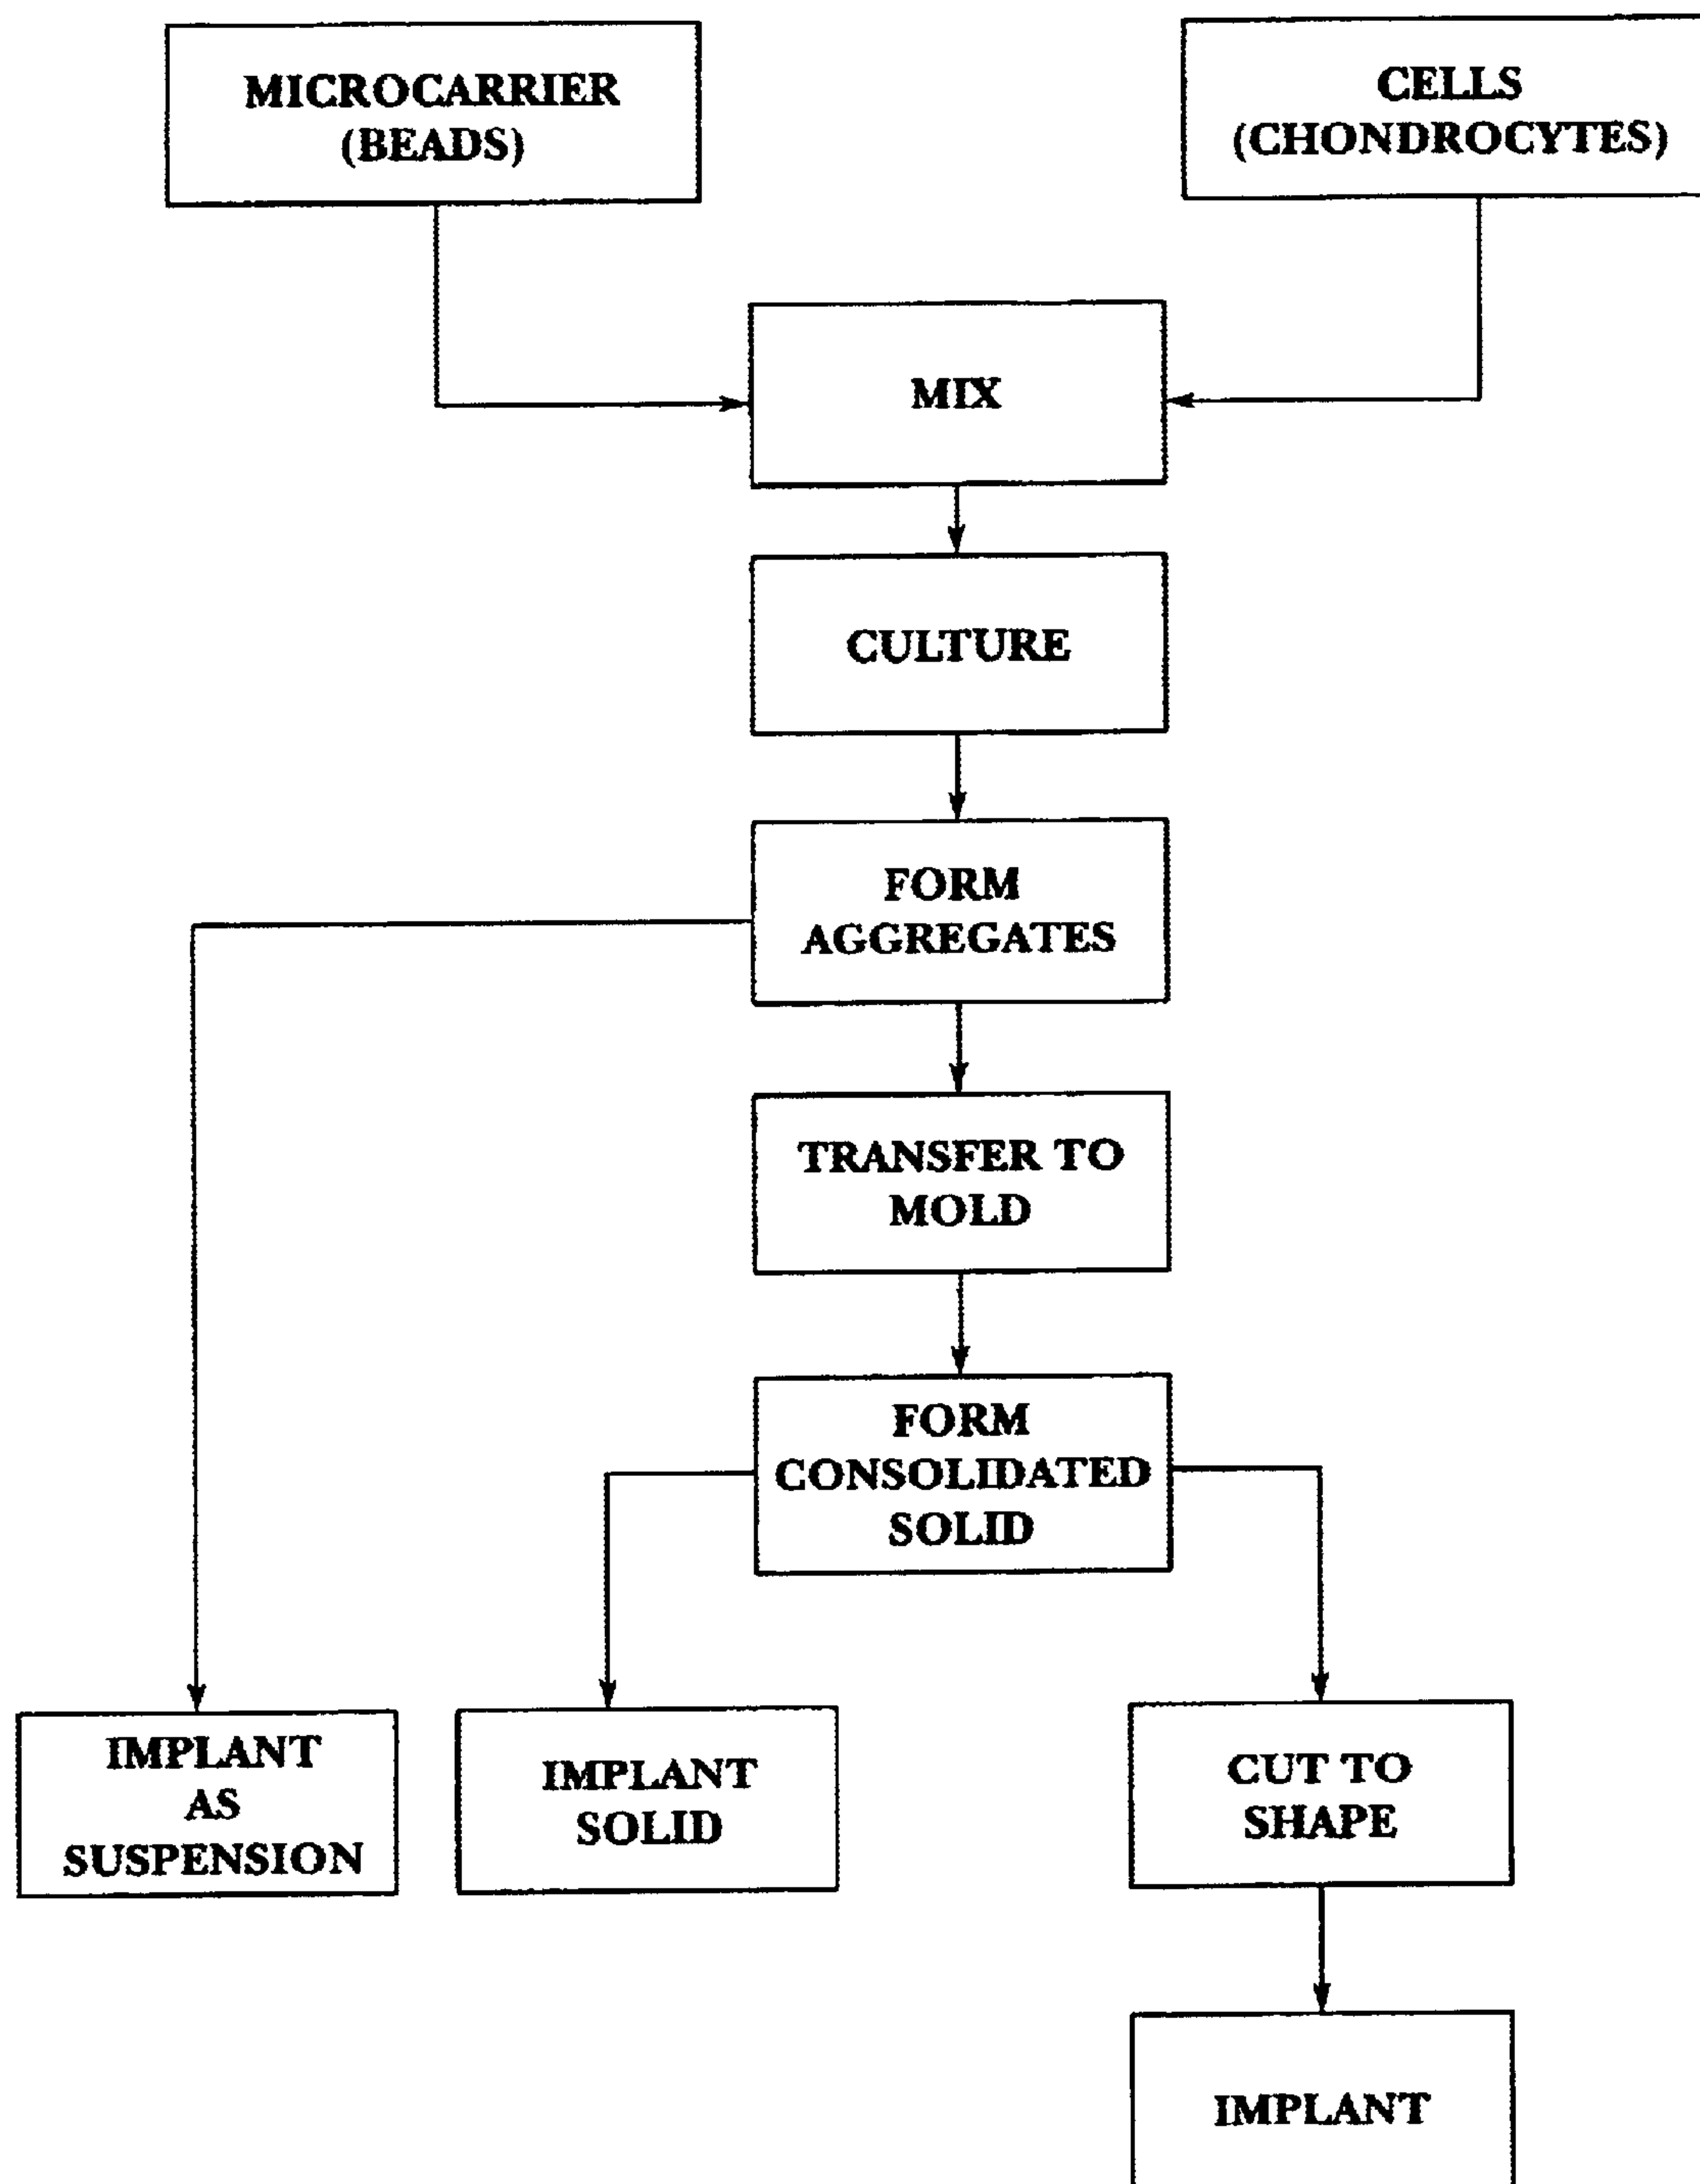 MICROCARRIER
(BEADS)
CELLS
(CHONDROCYTES)
MIX
CULTURE
FORM
AGGREGATES
TRANSFER TO
MOLD
FORM
CONSOLIDATED
SOLID
IMPLANT
AS
SUSPENSION
IMPLANT
SOLID
CUT TO
SHAPE
IMPLANT